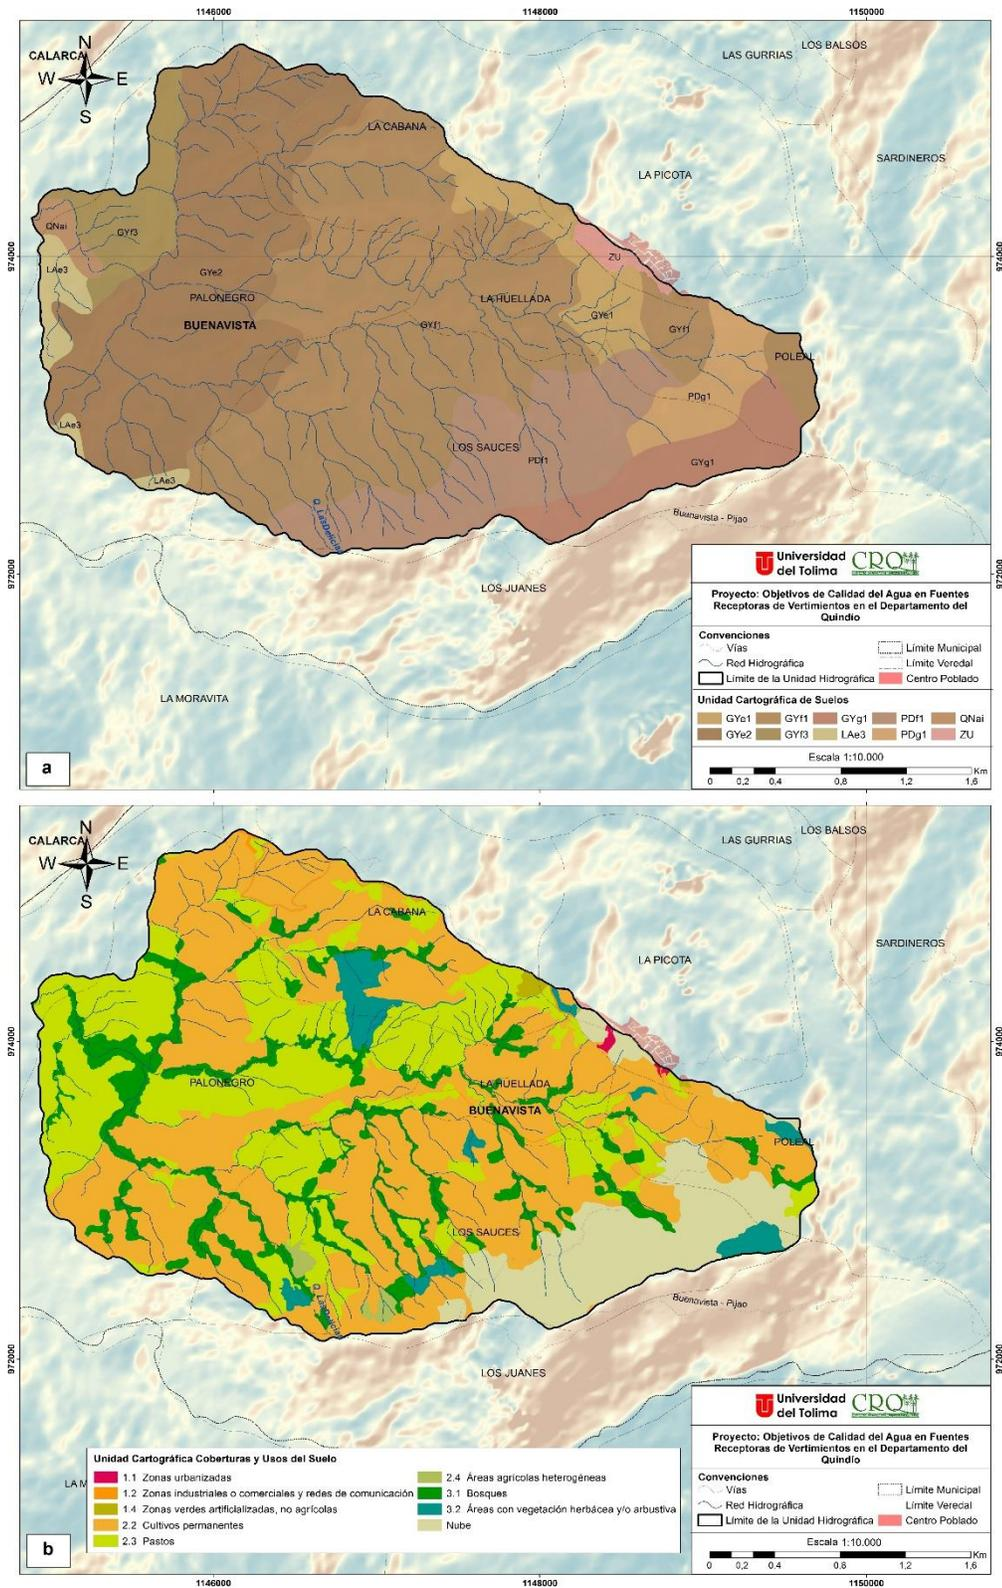 1146000
1148000
1150000
CALARCA
N
W
E
S
LAS GURRIAS
LOS BALSOS
LA CABANA
SARDINEROS
LA PICOTA
QNai
GYf3
974000
974000
ZU
LAe3
GYe2
PALONEGRO
LA HUELLADA
BUENAVISTA
GYf1
GYe1
GYf1
POLEAL
PDg1
LAe3
LOS SAUCES
PDf1
GYg1
LAe3
Q. LasDelicias
Buenavista - Pijao
972000
972000
LOS JUANES
LA MORAVITA
Universidad
del Tolima
CRQ
Proyecto: Objetivos de Calidad del Agua en Fuentes
Receptoras de Vertimientos en el Departamento del
Quindío
Convenciones
Vías
Límite Municipal
Red Hidrográfica
Límite Veredal
Límite de la Unidad Hidrográfica
Centro Poblado
Unidad Cartográfica de Suelos
GYe1 GYf1 GYg1 PDf1 QNai
GYe2 GYf3 LAe3 PDg1 ZU
Escala 1:10.000
0 0,2 0,4 0,8 1,2 1,6 Km
a
CALARCA
N
W
E
S
LAS GURRIAS
LOS BALSOS
LA CABANA
SARDINEROS
LA PICOTA
974000
974000
PALONEGRO
LA HUELLADA
BUENAVISTA
POLEAL
LOS SAUCES
Q. LasDelicias
Buenavista - Pijao
972000
972000
LOS JUANES
LA M
Universidad
del Tolima
CRQ
Proyecto: Objetivos de Calidad del Agua en Fuentes
Receptoras de Vertimientos en el Departamento del
Quindío
Convenciones
Vías
Límite Municipal
Red Hidrográfica
Límite Veredal
Límite de la Unidad Hidrográfica
Centro Poblado
Escala 1:10.000
0 0,2 0,4 0,8 1,2 1,6 Km
Unidad Cartográfica Coberturas y Usos del Suelo
1.1 Zonas urbanizadas
1.2 Zonas industriales o comerciales y redes de comunicación
1.4 Zonas verdes artificializadas, no agrícolas
2.2 Cultivos permanentes
2.3 Pastos
2.4 Áreas agrícolas heterogéneas
3.1 Bosques
3.2 Áreas con vegetación herbácea y/o arbustiva
Nube
b
1146000
1148000
1150000